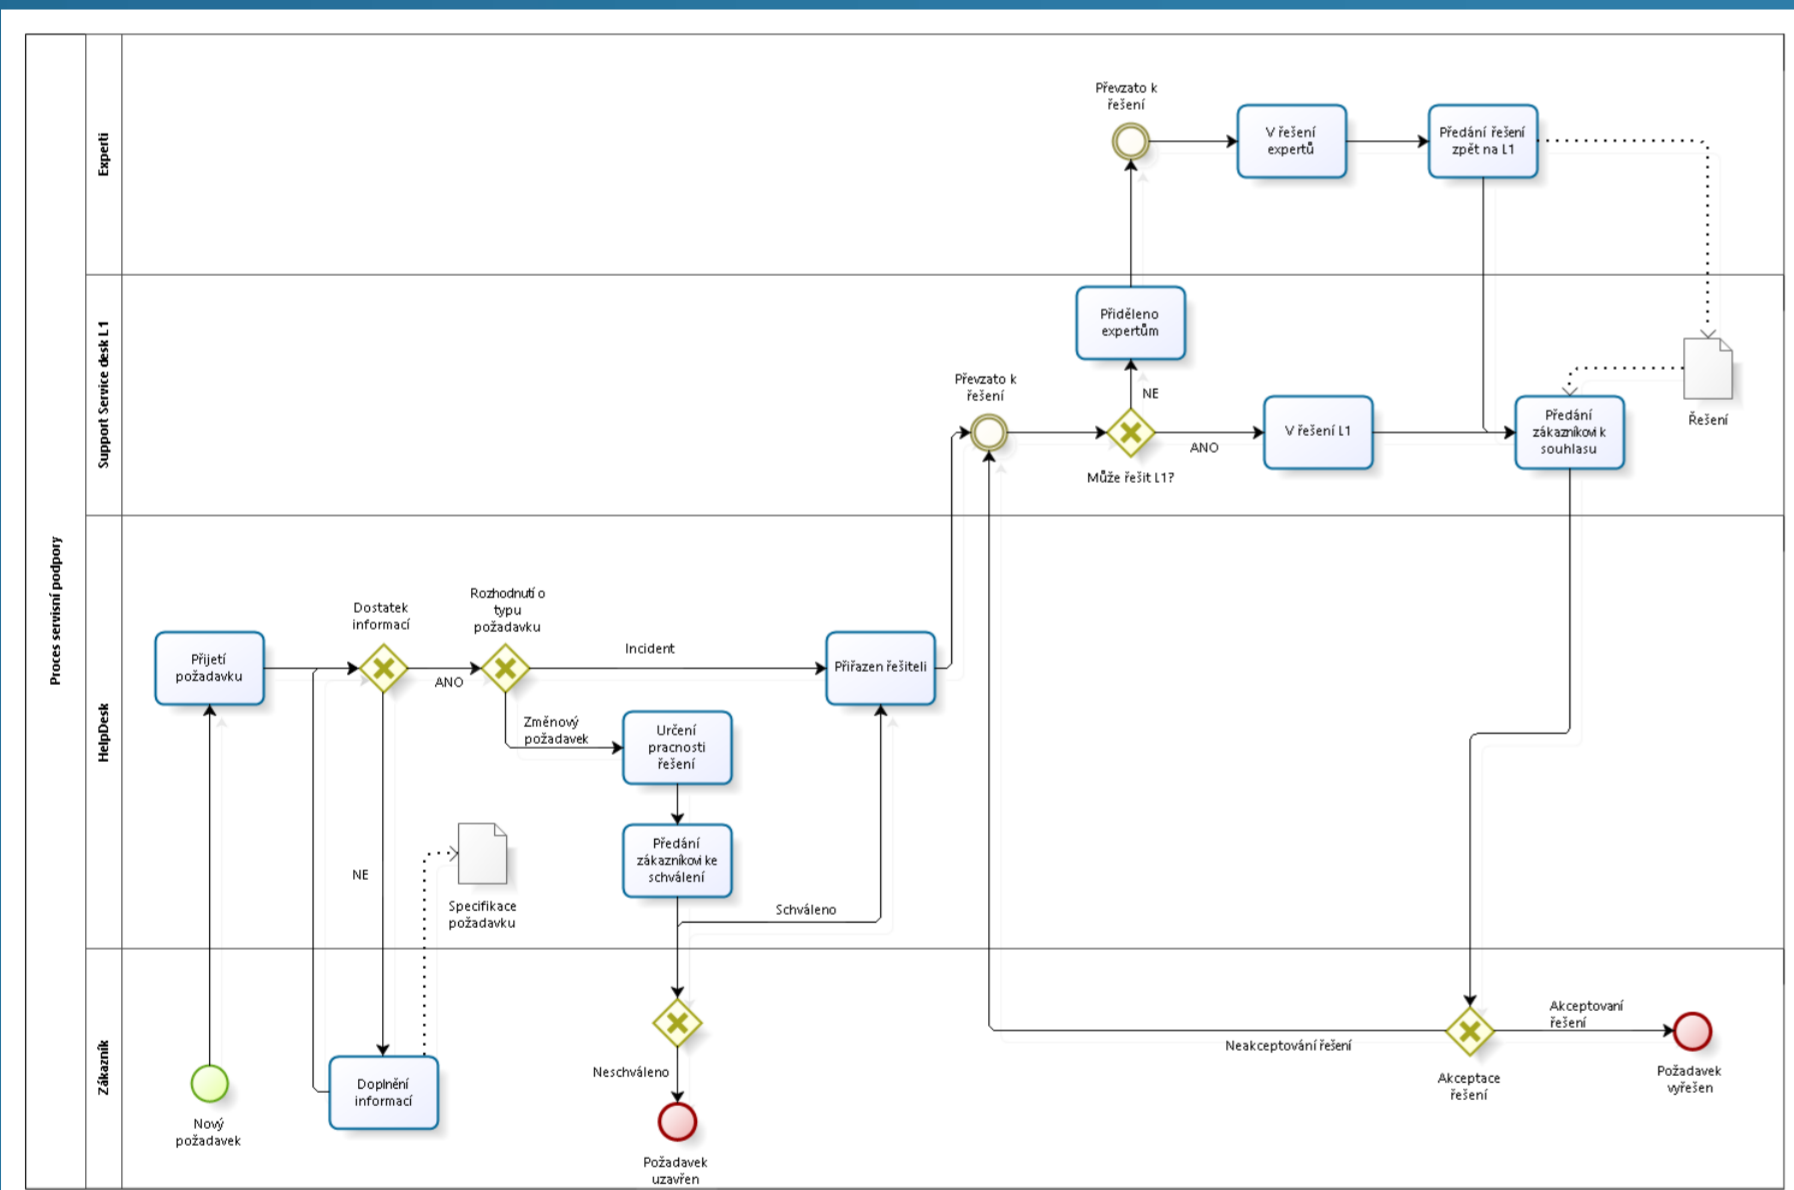 Proces servisní podpory
Experti
Převzato k
řešení
V řešení
expertů
Předání řešení
zpět na L1
Support Service desk L1
Přiděleno
expertům
Převzato k
řešení
NE
Může řešit L1?
ANO
V řešení L1
Předání
zákazníkovi k
souhlasu
Řešení
HelpDesk
Přijetí
požadavku
Dostatek
informací
ANO
Rozhodnutí o
typu
požadavku
Incident
Přiřazen řešiteli
Změnový
požadavek
Určení
pracnosti
řešení
Předání
zákazníkovi ke
schválení
NE
Specifikace
požadavku
Schváleno
Zákazník
Nový
požadavek
Doplnění
informací
Neschváleno
Požadavek
uzavřen
Neakceptování řešení
Akceptace
řešení
Akceptovaní
řešení
Požadavek
vyřešen